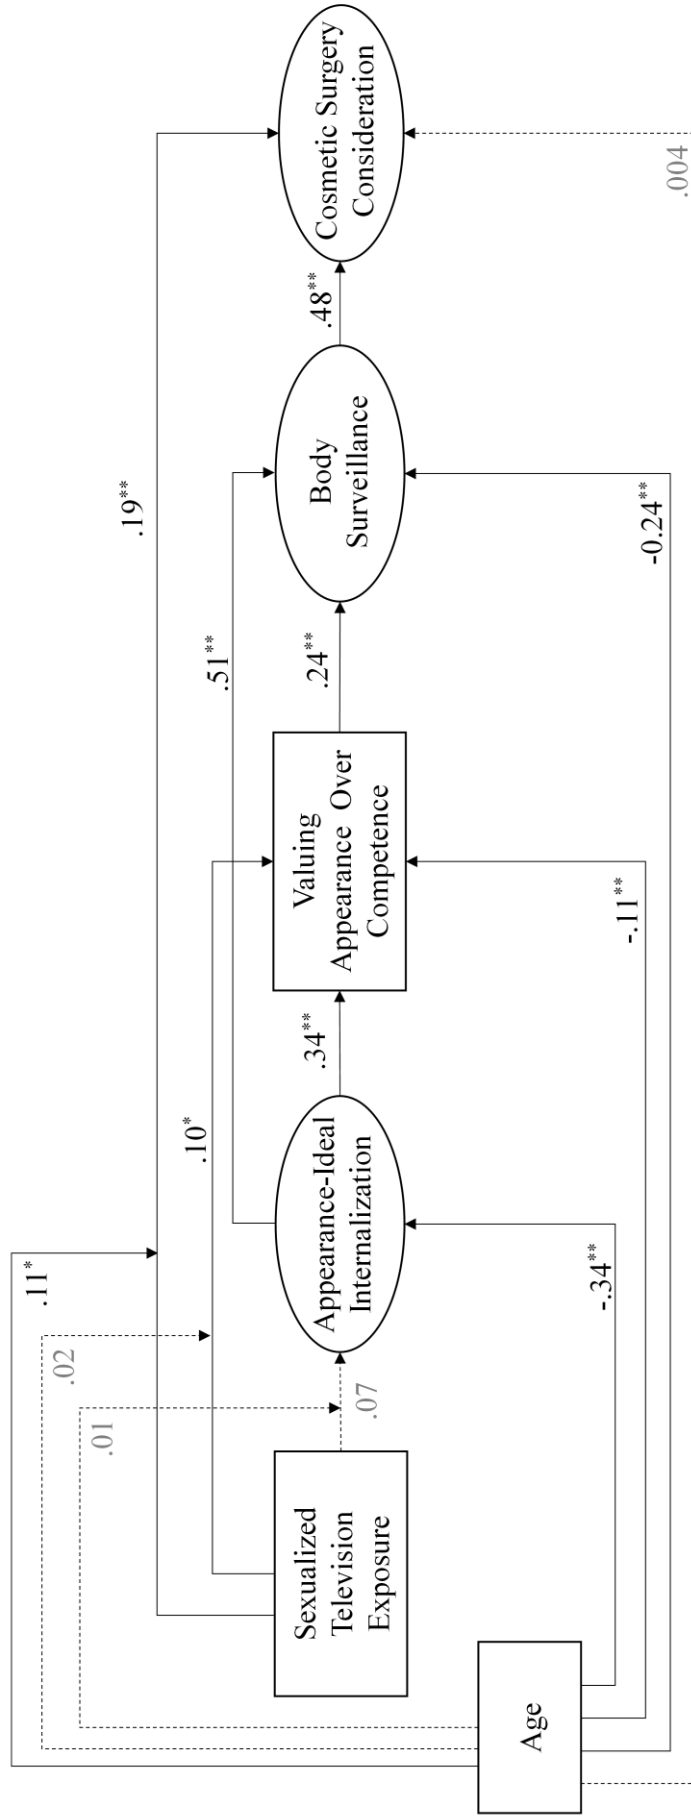 .11*
.02
.01
.19**
.10*
.51**
Sexualized
Television
Exposure
.07
Appearance-Ideal
Internalization
.34**
Valuing
Appearance Over
Competence
.24**
Body
Surveillance
.48**
Cosmetic Surgery
Consideration
Age
-.34**
-.11**
-0.24**
.004